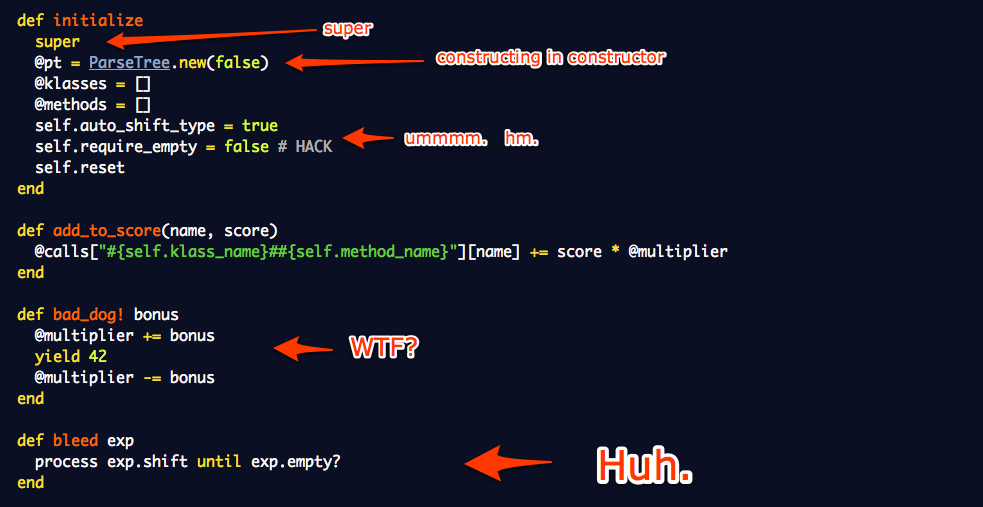 def initialize
super
super
@pt = ParseTree.new(false)
constructing in constructor
@klasses = []
@methods = []
self.auto_shift_type = true
self.require_empty = false # HACK
ummmm. hm.
self.reset
end
def add_to_score(name, score)
@calls["#{self.klass_name}##{self.method_name}"][name] += score * @multiplier
end
def bad_dog! bonus
@multiplier += bonus
WTF?
yield 42
@multiplier -= bonus
end
def bleed exp
process exp.shift until exp.empty?
Huh.
end